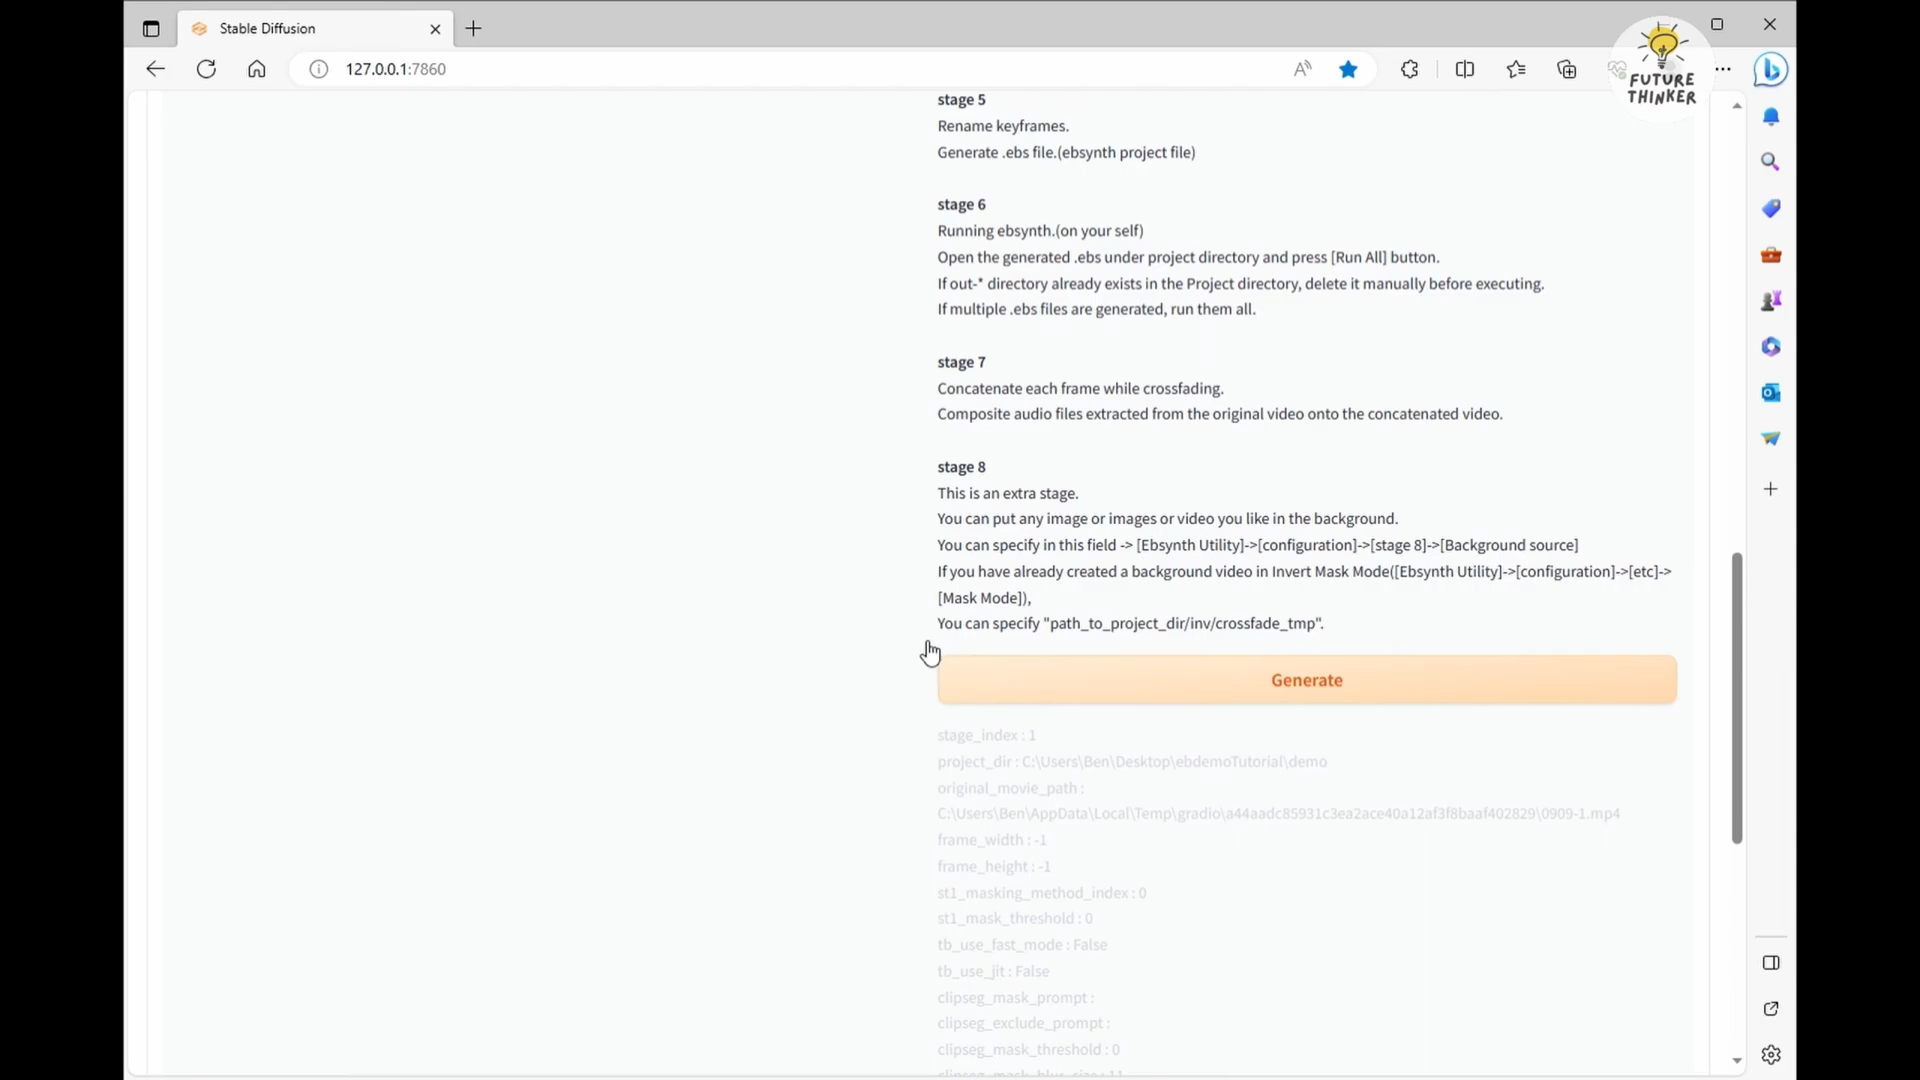 Stable Diffusion
127.0.0.1:7860
FUTURE
THINKER
stage 5
Rename keyframes.
Generate .ebs file.(ebsynth project file)
stage 6
Running ebsynth.(on your self)
Open the generated .ebs under project directory and press [Run All] button.
If out-* directory already exists in the Project directory, delete it manually before executing.
If multiple .ebs files are generated, run them all.
stage 7
Concatenate each frame while crossfading.
Composite audio files extracted from the original video onto the concatenated video.
stage 8
This is an extra stage.
You can put any image or images or video you like in the background.
You can specify in this field -> [Ebsynth Utility]->[configuration]->[stage 8]->[Background source]
If you have already created a background video in Invert Mask Mode([Ebsynth Utility]->[configuration]->[etc]->
[Mask Mode]),
You can specify "path_to_project_dir/inv/crossfade_tmp".
Generate
stage_index : 1
project_dir : C:\Users\Ben\Desktop\ebdemoTutorial\demo
original_movie_path :
C:\Users\Ben\AppData\Local\Temp\gradio\a44aadc85931c3ea2ace40a12af3f8baaf402829\0909-1.mp4
frame_width : -1
frame_height : -1
st1_masking_method_index : 0
st1_mask_threshold : 0
tb_use_fast_mode : False
tb_use_jit : False
clipseg_mask_prompt :
clipseg_exclude_prompt :
clipseg_mask_threshold : 0
clipseg_mask_blur_size : 11